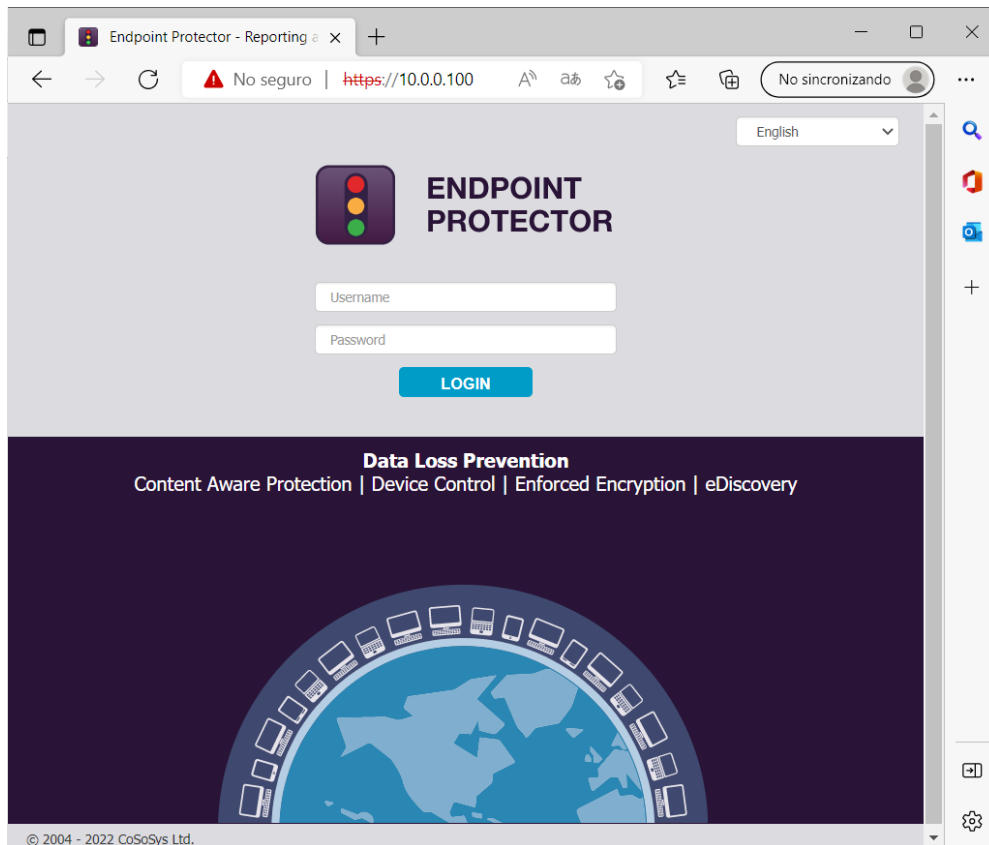 Endpoint Protector - Reporting a
No seguro | https://10.0.0.100
No sincronizando
English
ENDPOINT
PROTECTOR
Username
Password
LOGIN
Data Loss Prevention
Content Aware Protection | Device Control | Enforced Encryption | eDiscovery
© 2004 - 2022 CoSoSys Ltd.